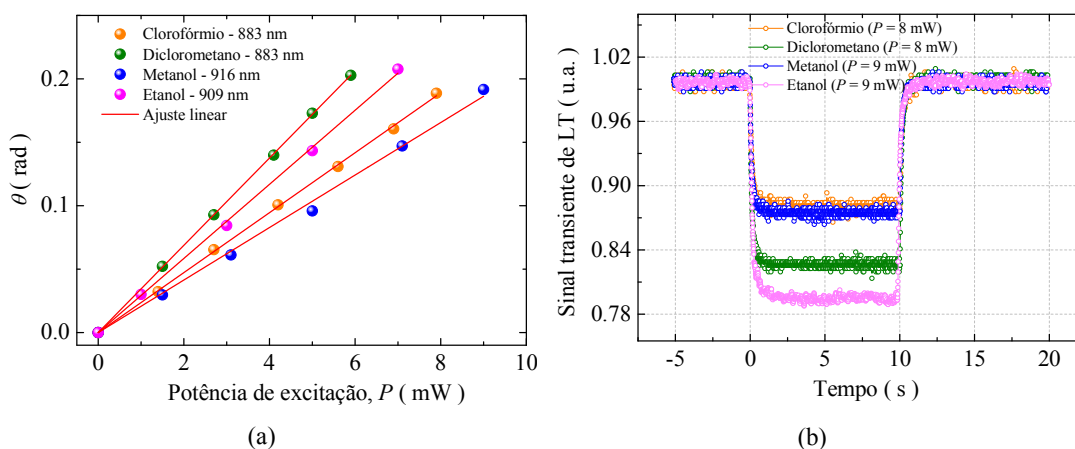 Clorofórmio - 883 nm
Diclorometano - 883 nm
Metanol - 916 nm
Etanol - 909 nm
Ajuste linear
0.2
0.1
0.0
θ ( rad )
0 2 4 6 8 10
Potência de excitação, P ( mW )
(a)
Clorofórmio (P = 8 mW)
Diclorometano (P = 8 mW)
Metanol (P = 9 mW)
Etanol (P = 9 mW)
1.02
0.96
0.90
0.84
0.78
Sinal transiente de LT ( u.a. )
-5 0 5 10 15 20
Tempo ( s )
(b)